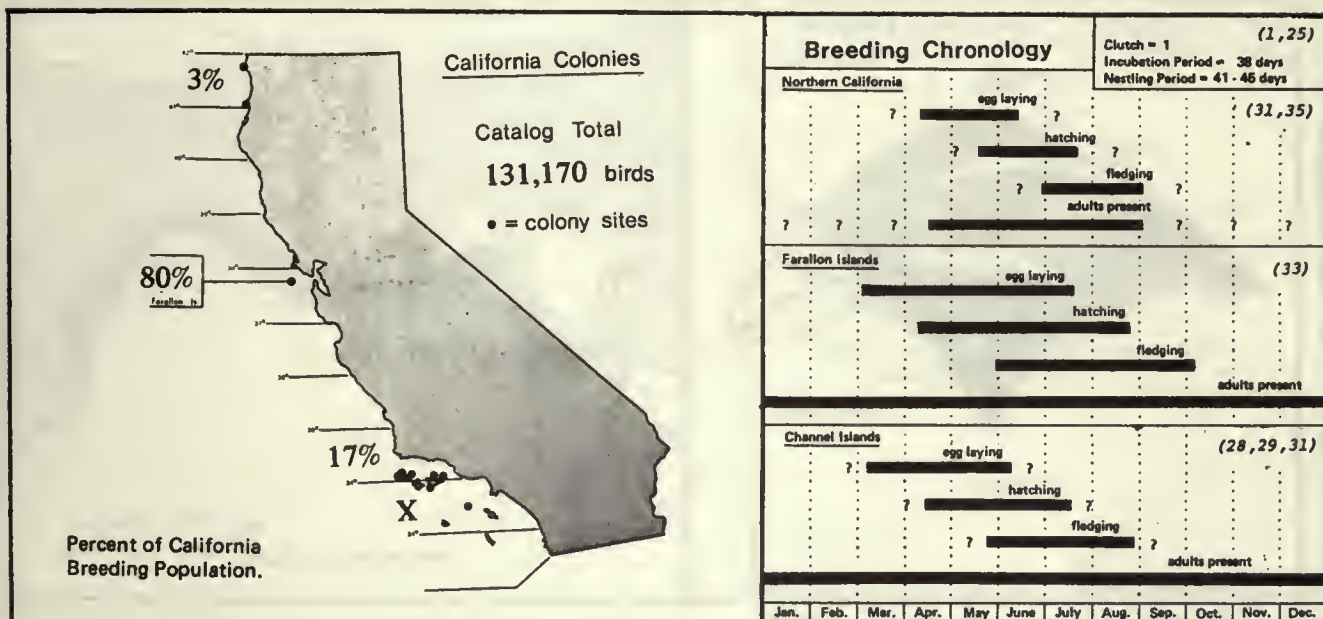 California Colonies
Catalog Total
131,170 birds
• = colony sites
3%
80%
Farallon Is
17%
X
Percent of California
Breeding Population.
Breeding Chronology
(1,25)
Clutch = 1
Incubation Period = 38 days
Nestling Period = 41 - 45 days
Northern California
(31,35)
egg laying
? ?
hatching
? ?
fledging
? ?
adults present
? ? ? ? ? ?
Farallon Islands
(33)
egg laying
hatching
fledging
adults present
Channel Islands
(28,29,31)
egg laying
? ?
hatching
? ?
fledging
? ?
adults present
Jan. Feb. Mar. Apr. May June July Aug. Sep. Oct. Nov. Dec.